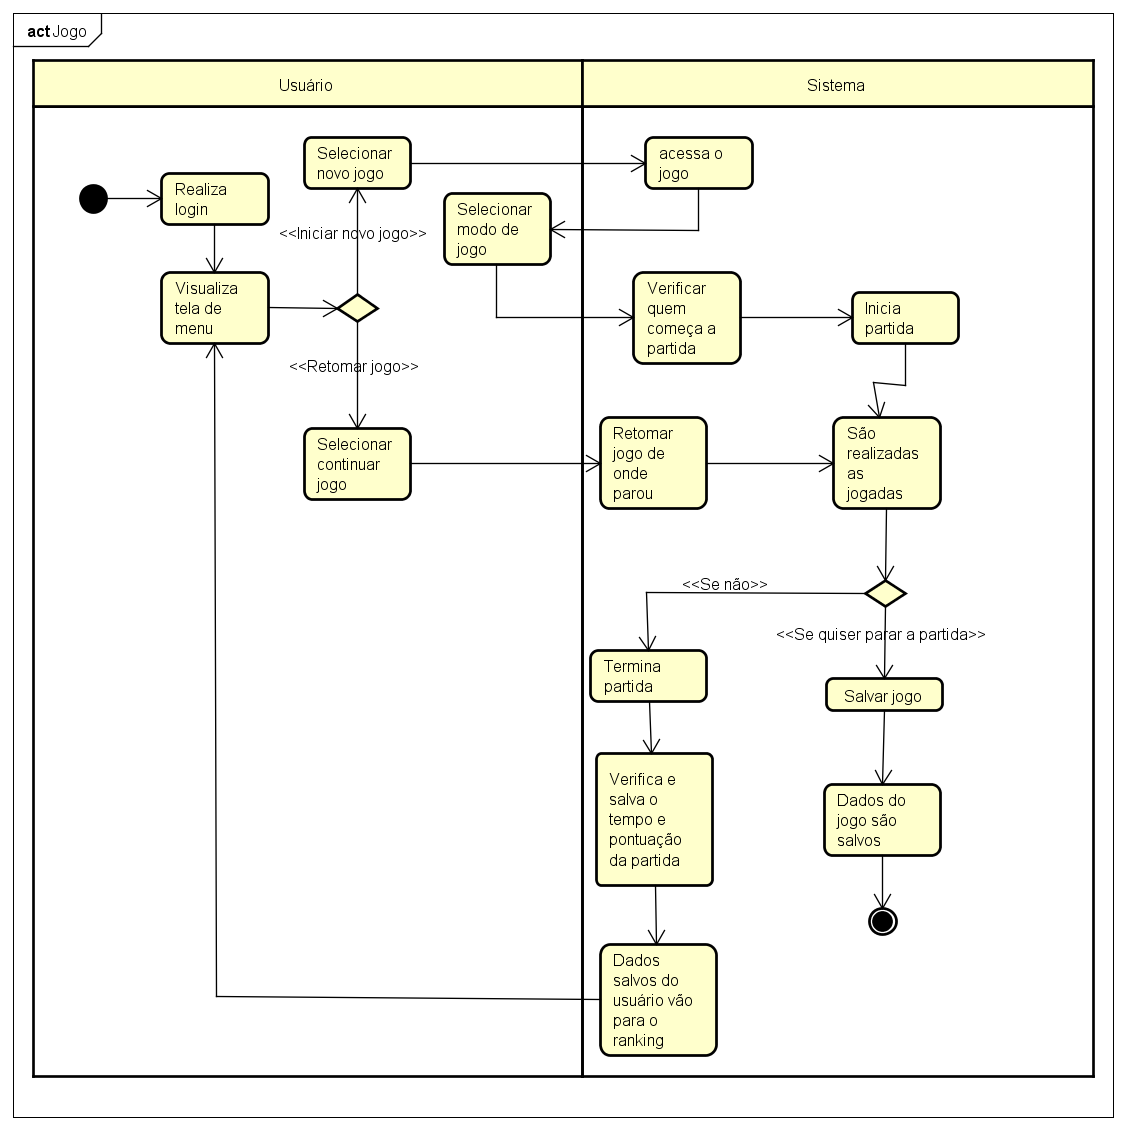 act Jogo
Usuário
Sistema
Selecionar
novo jogo
acessa o
jogo
Realiza
login
Selecionar
modo de
jogo
<<Iniciar novo jogo>>
Visualiza
tela de
menu
Verificar
quem
começa a
partida
Inicia
partida
<<Retomar jogo>>
Selecionar
continuar
jogo
Retomar
jogo de
onde
parou
São
realizadas
as
jogadas
<<Se não>>
<<Se quiser parar a partida>>
Termina
partida
Salvar jogo
Verifica e
salva o
tempo e
pontuação
da partida
Dados do
jogo são
salvos
Dados
salvos do
usuário vão
para o
ranking